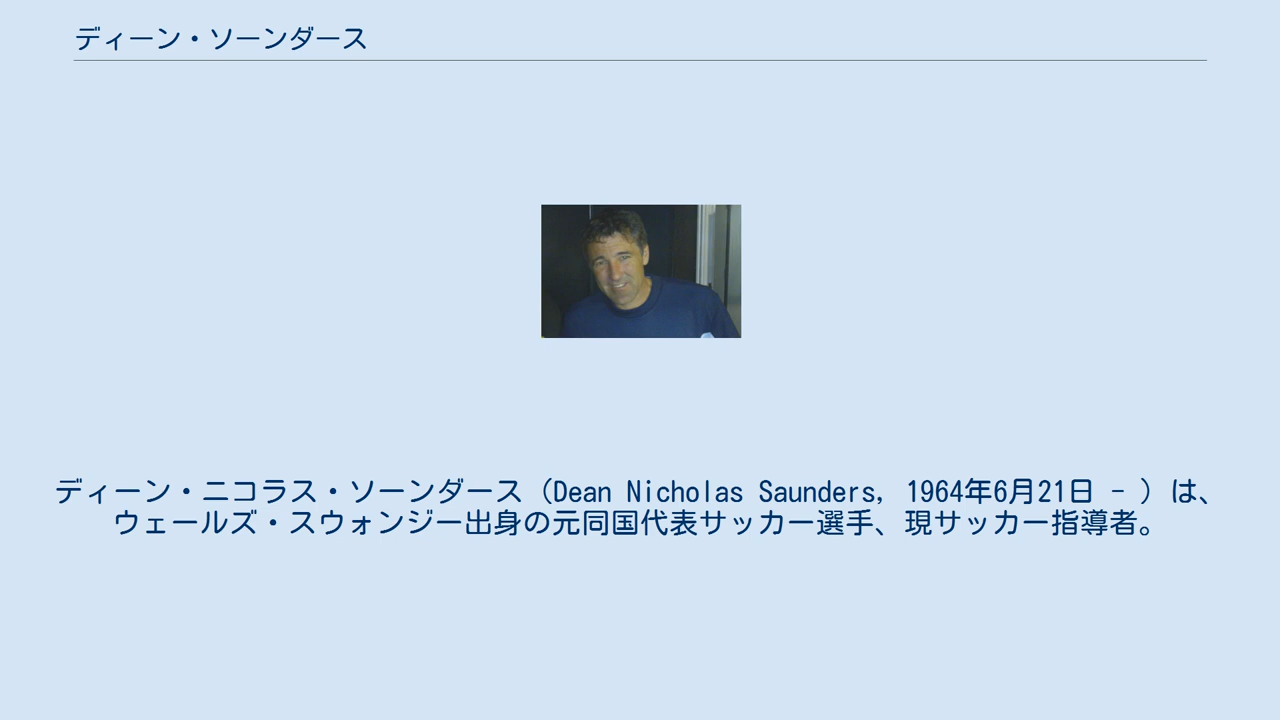 ディーン・ソーンダース
ディーン・ニコラス・ソーンダース（Dean Nicholas Saunders, 1964年6月21日 - ）は、
ウェールズ・スウォンジー出身の元同国代表サッカー選手、現サッカー指導者。